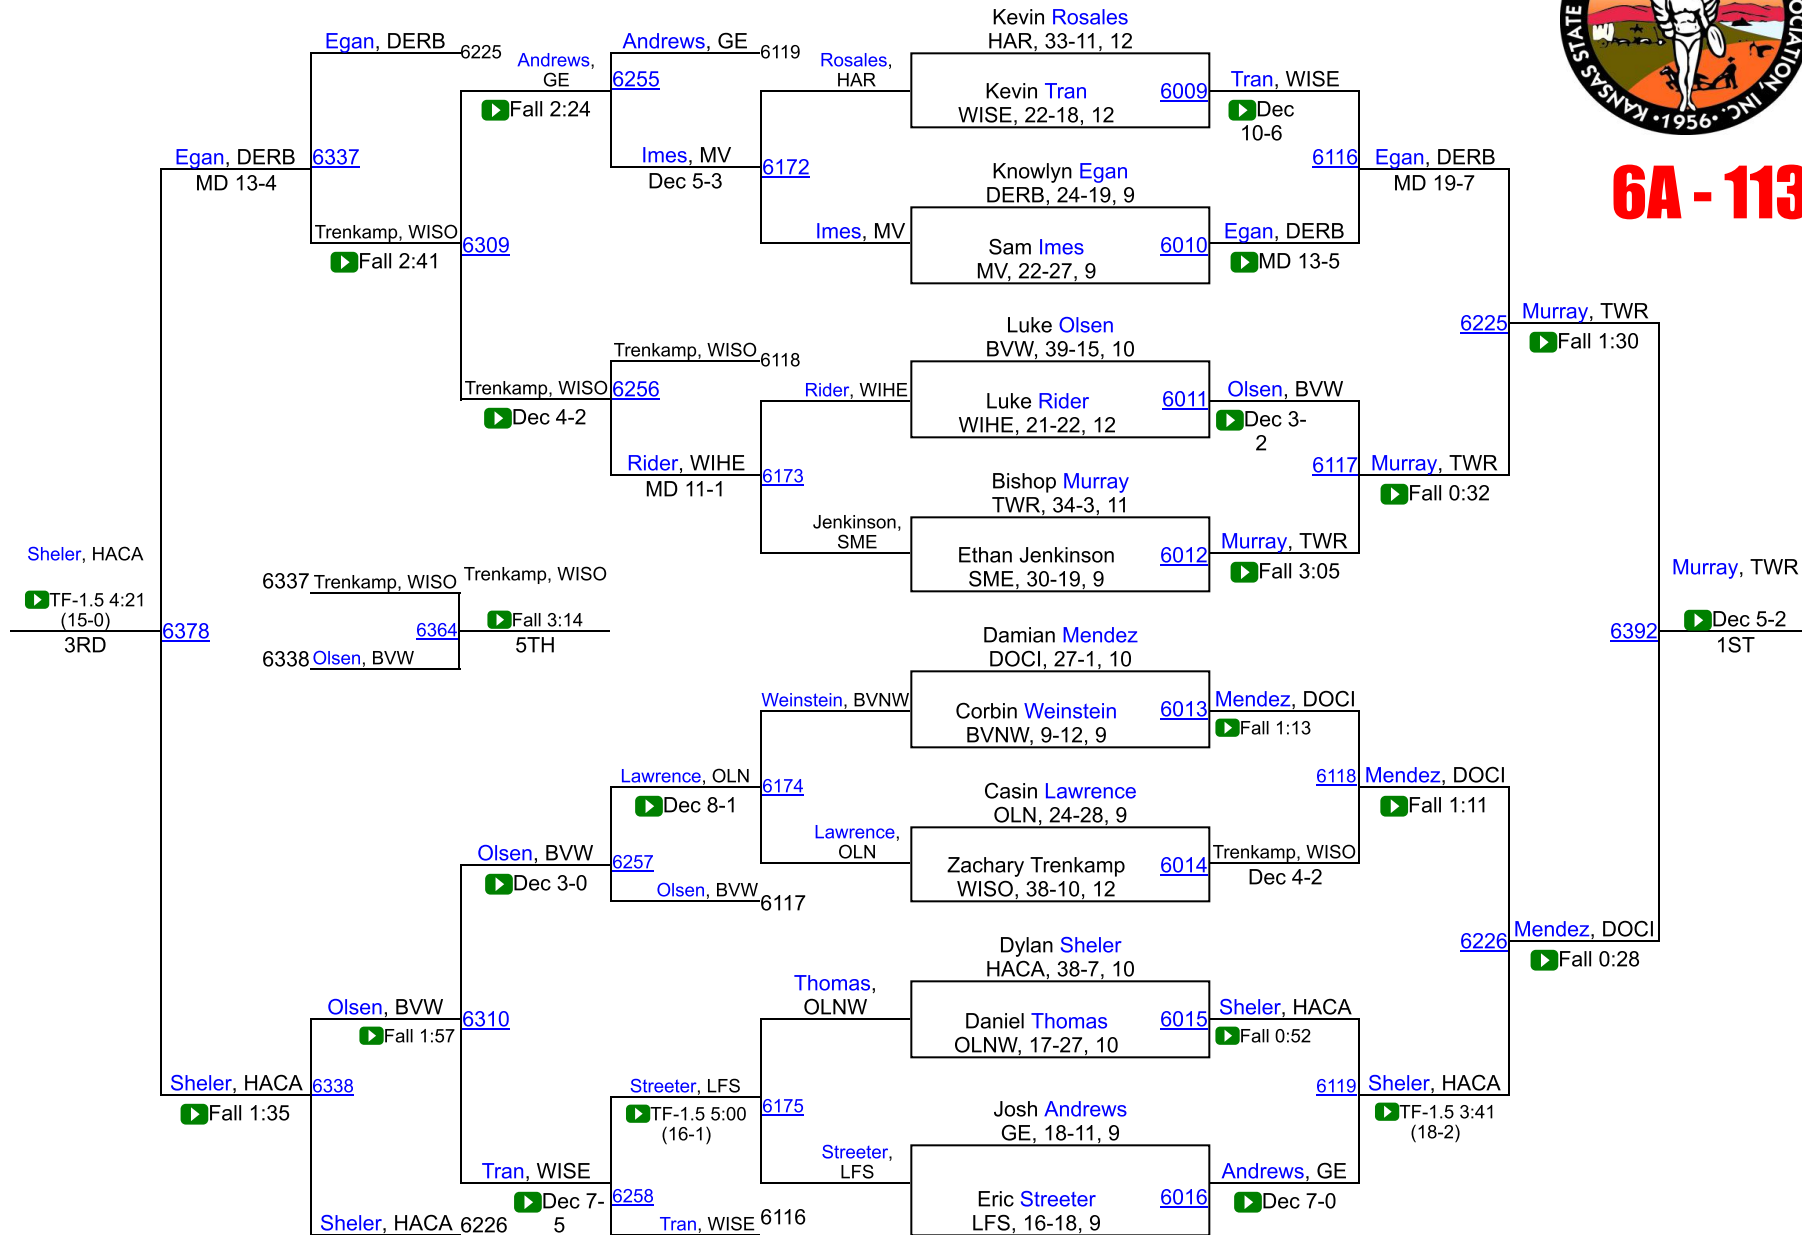 KANSAS STATE
OCIATION, INC.
•1956•
6A - 113
Kevin Rosales
HAR, 33-11, 12
Kevin Tran
WISE, 22-18, 12
6009
Knowlyn Egan
DERB, 24-19, 9
Sam Imes
MV, 22-27, 9
6010
Luke Olsen
BVW, 39-15, 10
Luke Rider
WIHE, 21-22, 12
6011
Bishop Murray
TWR, 34-3, 11
Ethan Jenkinson
SME, 30-19, 9
6012
Damian Mendez
DOCI, 27-1, 10
Corbin Weinstein
BVNW, 9-12, 9
6013
Casin Lawrence
OLN, 24-28, 9
Zachary Trenkamp
WISO, 38-10, 12
6014
Dylan Sheler
HACA, 38-7, 10
Daniel Thomas
OLNW, 17-27, 10
6015
Josh Andrews
GE, 18-11, 9
Eric Streeter
LFS, 16-18, 9
6016
Tran, WISE
Dec
10-6
6116
Egan, DERB
MD 13-5
Olsen, BVW
Dec 3-
2
6117
Murray, TWR
Fall 3:05
Mendez, DOCI
Fall 1:13
6118
Trenkamp, WISO
Dec 4-2
Sheler, HACA
Fall 0:52
6119
Andrews, GE
Dec 7-0
Egan, DERB
MD 19-7
6225
Murray, TWR
Fall 0:32
Mendez, DOCI
Fall 1:11
6226
Sheler, HACA
TF-1.5 3:41
(18-2)
Murray, TWR
Fall 1:30
6392
Mendez, DOCI
Fall 0:28
Murray, TWR
Dec 5-2
1ST
Rosales,
HAR
6172
Imes, MV
Rider, WIHE
6173
Jenkinson,
SME
Weinstein, BVNW
6174
Lawrence,
OLN
Thomas,
OLNW
6175
Streeter,
LFS
Andrews, GE
6119
6255
Imes, MV
Dec 5-3
Trenkamp, WISO
6118
6256
Rider, WIHE
MD 11-1
Lawrence, OLN
Dec 8-1
6257
Olsen, BVW
6117
Streeter, LFS
TF-1.5 5:00
(16-1)
6258
Tran, WISE
6116
Andrews,
GE
Fall 2:24
6309
Trenkamp, WISO
Dec 4-2
Olsen, BVW
Dec 3-0
6310
Tran, WISE
Dec 7-
5
Egan, DERB
6225
6337
Trenkamp, WISO
Fall 2:41
Olsen, BVW
Fall 1:57
6338
Sheler, HACA
6226
Egan, DERB
MD 13-4
6378
Sheler, HACA
Fall 1:35
Sheler, HACA
TF-1.5 4:21
(15-0)
3RD
6337
Trenkamp, WISO
6364
6338
Olsen, BVW
Trenkamp, WISO
Fall 3:14
5TH